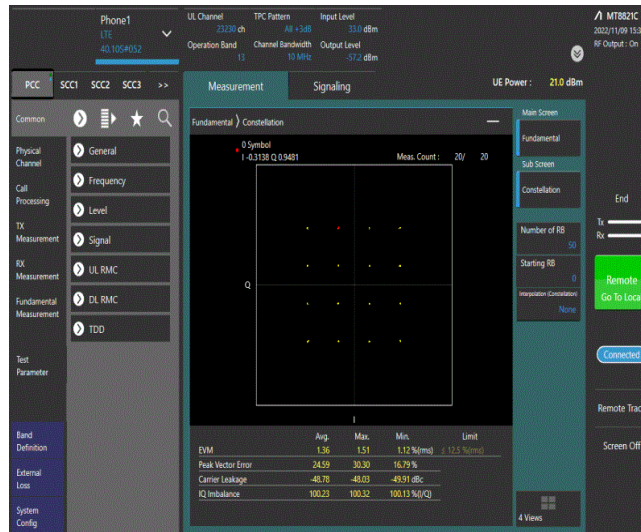 Phone1
LTE
40.105#052
UL Channel
23230 ch
TPC Pattern
All +3dB
Input Level
33.0 dBm
Operation Band
13
Channel Bandwidth
10 MHz
Output Level
-57.2 dBm
MT8821C
2022/11/09 15:3
RF Output : On
PCC SCC1 SCC2 SCC3 >>
Measurement Signaling
UE Power : 21.0 dBm
Common
Physical
Channel
Call
Processing
TX
Measurement
RX
Measurement
Fundamental
Measurement
Test
Parameter
Band
Definition
External
Loss
System
Config
General
Frequency
Level
Signal
UL RMC
DL RMC
TDD
Fundamental ⟩ Constellation
0 Symbol
I -0.3138 Q 0.9481
Meas. Count : 20/ 20
Q
I
Avg. Max. Min. Limit
EVM 1.36 1.51 1.12 %(rms) ≤ 12.5 %(rms)
Peak Vector Error 24.59 30.30 16.79 %
Carrier Leakage -48.78 -48.03 -49.91 dBc
IQ Imbalance 100.23 100.32 100.13 %(I/Q)
Main Screen
Fundamental
Sub Screen
Constellation
Number of RB
50
Starting RB
0
Interpolation (Constellation)
None
4 Views
End
Tx
Rx
Remote
Go To Loca
Connected
Remote Trac
Screen Off